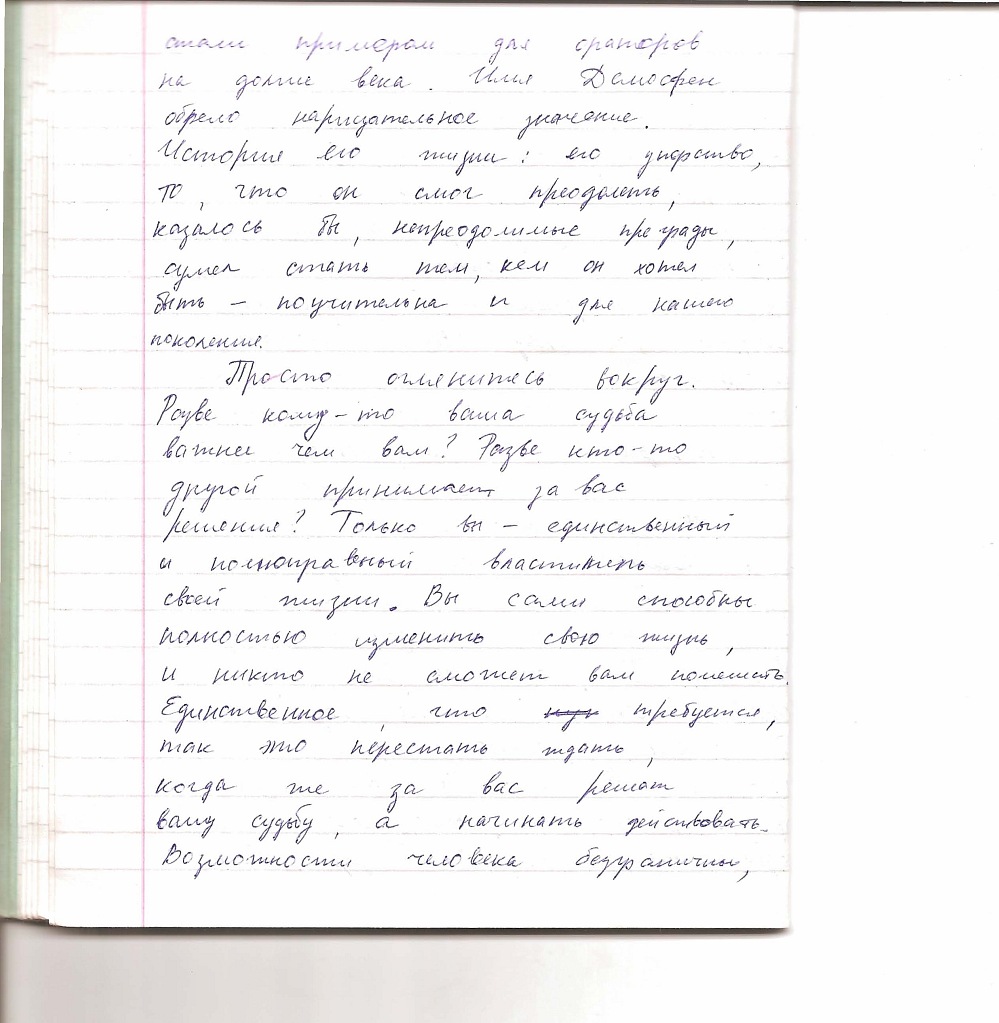 стали примером для ораторов
на долгие века. Имя Демосфен
обрело нарицательное значение.
История его жизни: его упорство,
то, что он смог преодолеть,
казалось бы, непреодолимые преграды,
сумел стать тем, кем он хотел
быть – поучительна и для нашего
поколения.
Просто оглянитесь вокруг.
Разве кому-то ваша судьба
важнее чем вам? Разве кто-то
другой принимает за вас
решения? Только вы – единственный
и полноправный властитель
своей жизни. Вы сами способны
полностью изменить свою жизнь,
и никто не сможет вам помешать.
Единственное, что требуется,
так это перестать ждать,
когда же за вас решат
вашу судьбу, а начинать действовать.
Возможности человека безграничны,